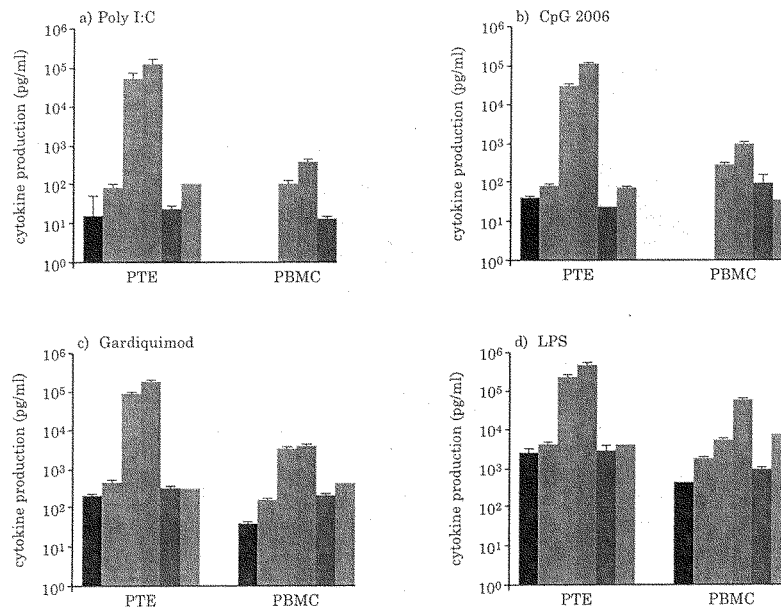 a) Poly I:C
cytokine production (pg/ml)
10⁶
10⁵
10⁴
10³
10²
10¹
10⁰
PTE
PBMC
b) CpG 2006
cytokine production (pg/ml)
10⁶
10⁵
10⁴
10³
10²
10¹
10⁰
PTE
PBMC
c) Gardiquimod
cytokine production (pg/ml)
10⁶
10⁵
10⁴
10³
10²
10¹
10⁰
PTE
PBMC
d) LPS
cytokine production (pg/ml)
10⁶
10⁵
10⁴
10³
10²
10¹
10⁰
PTE
PBMC